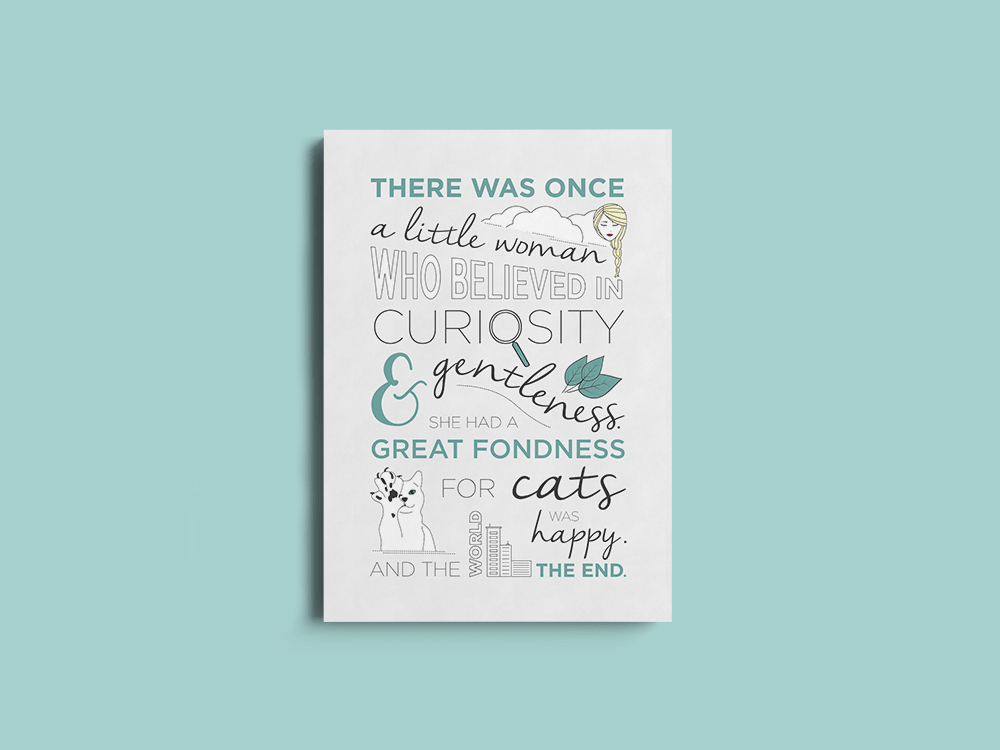 THERE WAS ONCE
a little woman
WHO BELIEVED IN
CURIOSITY
& gentleness.
SHE HAD A
GREAT FONDNESS
FOR cats
AND THE WORLD
WAS
happy.
THE END.